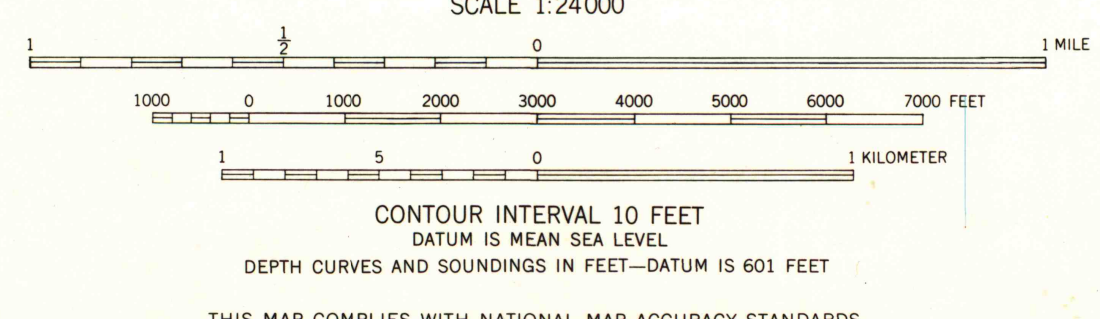 SCALE 1:24000
1 1/2 0 1 MILE
1000 0 1000 2000 3000 4000 5000 6000 7000 FEET
1 5 0 1 KILOMETER
CONTOUR INTERVAL 10 FEET
DATUM IS MEAN SEA LEVEL
DEPTH CURVES AND SOUNDINGS IN FEET—DATUM IS 601 FEET
THIS MAP COMPLIES WITH NATIONAL MAP ACCURACY STANDARDS